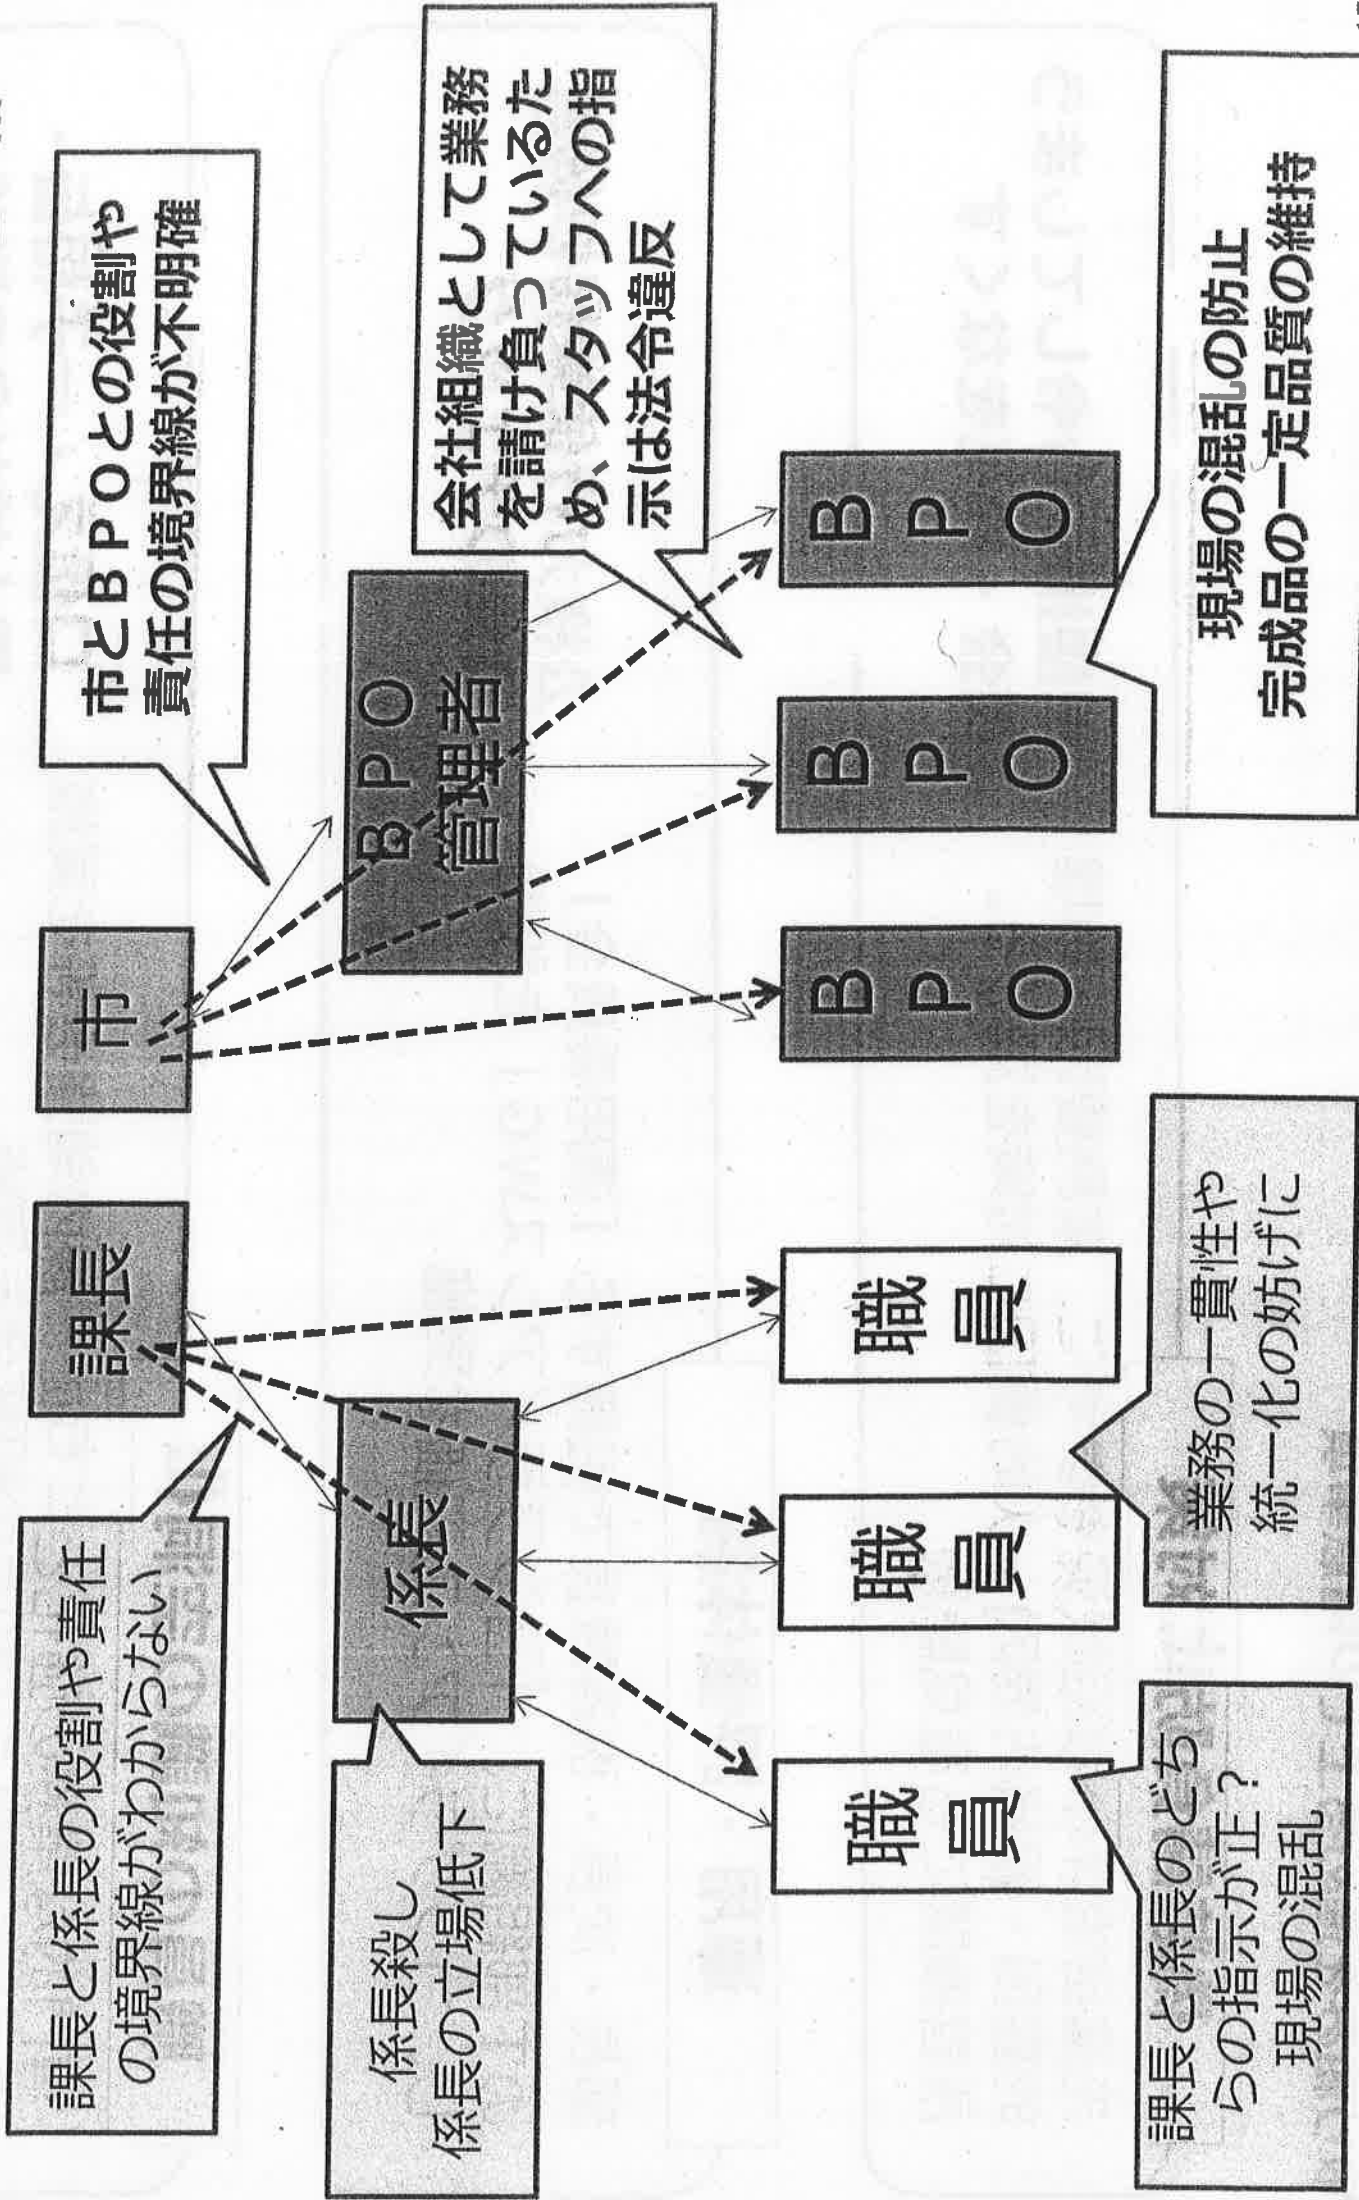 課長と係長の役割や責任
の境界線がわからない
課長
市
市とＢＰＯとの役割や
責任の境界線が不明確
係長殺し
係長の立場低下
係長
ＢＰＯ
管理者
会社組織として業務
を請け負っているた
め、スタッフへの指
示は法令違反
職
員
職
員
職
員
Ｂ
Ｐ
Ｏ
Ｂ
Ｐ
Ｏ
Ｂ
Ｐ
Ｏ
課長と係長のどち
らの指示が正？
現場の混乱
業務の一貫性や
統一化の妨げに
現場の混乱の防止
完成品の一定品質の維持